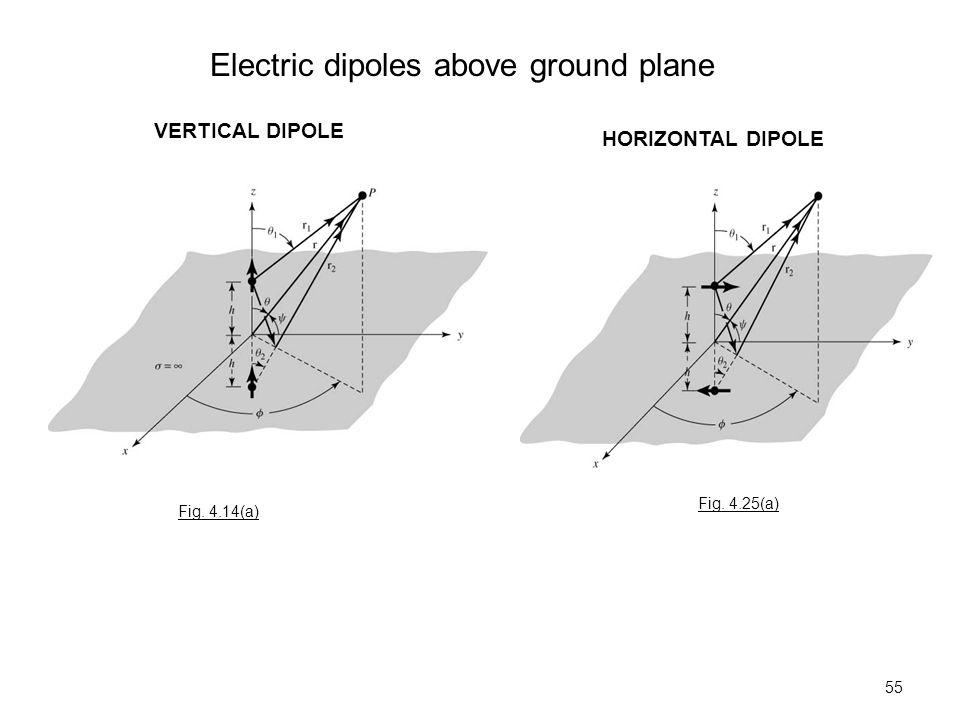 Electric dipoles above ground plane
VERTICAL DIPOLE
HORIZONTAL DIPOLE
z
P
θ₁
r₁
r
r₂
h
θ
ψ
y
h
θ₂
σ = ∞
ϕ
x
z
θ₁
r₁
r
r₂
h
θ
ψ
y
h
θ₂
ϕ
x
Fig. 4.14(a)
Fig. 4.25(a)
55